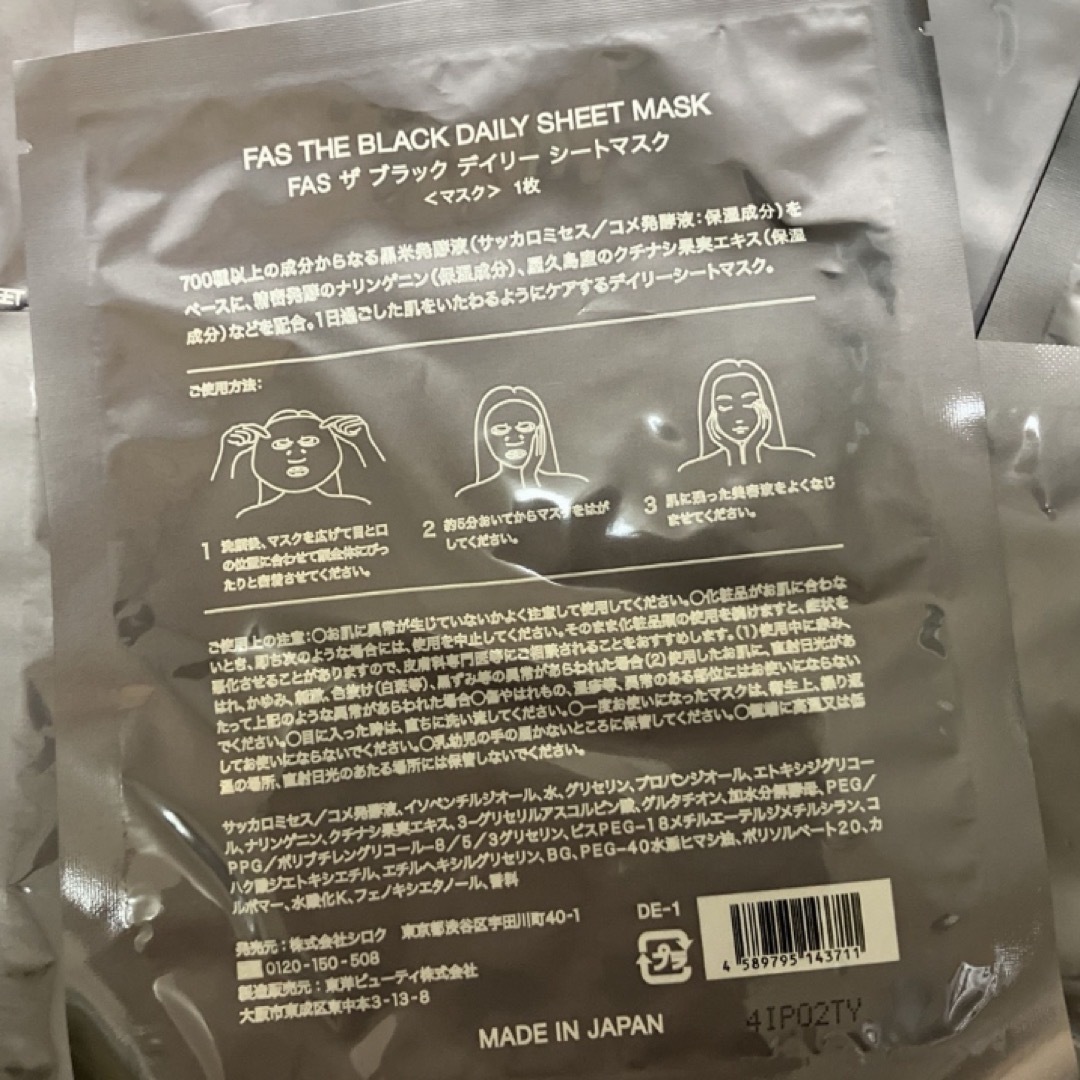 FAS THE BLACK DAILY SHEET MASK
FAS ザ ブラック デイリー シートマスク
<マスク> 1枚
700種以上の成分からなる黒米発酵液(サッカロミセス/コメ発酵液:保湿成分)を
ベースに、着密発酵のナリンゲニン(保湿成分)、屋久島産のクチナシ果実エキス(保湿
成分)などを配合。1日過ごした肌をいたわるようにケアするデイリーシートマスク。
ご使用方法:
1 洗顔後、マスクを広げて目と口
の位置に合わせて顔全体にぴっ
たりと密着させてください。
2 約5分おいてからマスクをはが
してください。
3 肌に残った美容液をよくなじ
ませてください。
ご使用上の注意:○お肌に異常が生じていないかよく注意して使用してください。○化粧品がお肌に合わな
いとき、即ち次のような場合には、使用を中止してください。そのまま化粧品類の使用を続けますと、症状を
悪化させることがありますので、皮膚科専門医等にご相談されることをおすすめします。(1)使用中に赤み、
はれ、かゆみ、刺激、色抜け(白斑等)、黒ずみ等の異常があらわれた場合(2)使用したお肌に、直射日光があ
たって上記のような異常があらわれた場合○傷やはれもの、湿疹等、異常のある部位にはお使いにならない
でください。○目に入った時は、直ちに洗い流してください。○一度お使いになったマスクは、衛生上、繰り返
してお使いにならないでください。○乳幼児の手の届かないところに保管してください。○極端に高温又は低
温の場所、直射日光のあたる場所には保管しないでください。
サッカロミセス/コメ発酵液、イソペンチルジオール、水、グリセリン、プロパンジオール、エトキシジグリコー
ル、ナリンゲニン、クチナシ果実エキス、3-グリセリルアスコルビン酸、グルタチオン、加水分解酵母、PEG/
PPG/ポリブチレングリコール-8/5/3グリセリン、ビスPEG-18メチルエーテルジメチルシラン、コ
ハク酸ジエトキシエチル、エチルヘキシルグリセリン、BG、PEG-40水添ヒマシ油、ポリソルベート20、カ
ルボマー、水酸化K、フェノキシエタノール、香料
発売元:株式会社シロク 東京都渋谷区宇田川町40-1
0120-150-508
製造販売元:東洋ビューティ株式会社
大阪市東成区東中本3-13-8
DE-1
プラ
4 589795 143711
MADE IN JAPAN
4IP02TY